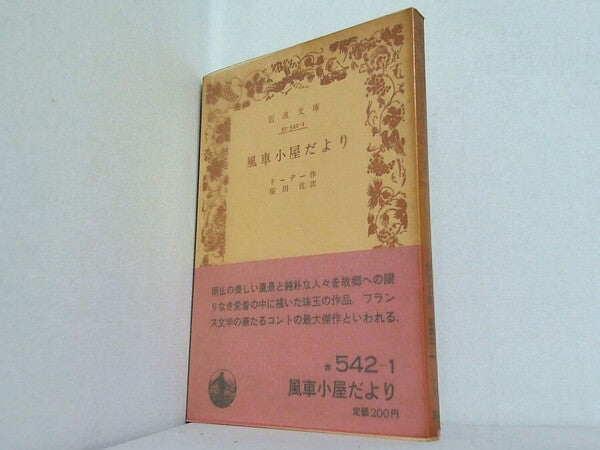 岩波文庫
32-542-1
風車小屋だより
ドーデー作
桜田佐訳
南仏の美しい風景と純朴な人々を故郷への限
りなき愛着の中に描いた珠玉の作品．フラン
ス文学の華たるコントの最大傑作といわれる．
赤 542-1
風車小屋だより
定価200円